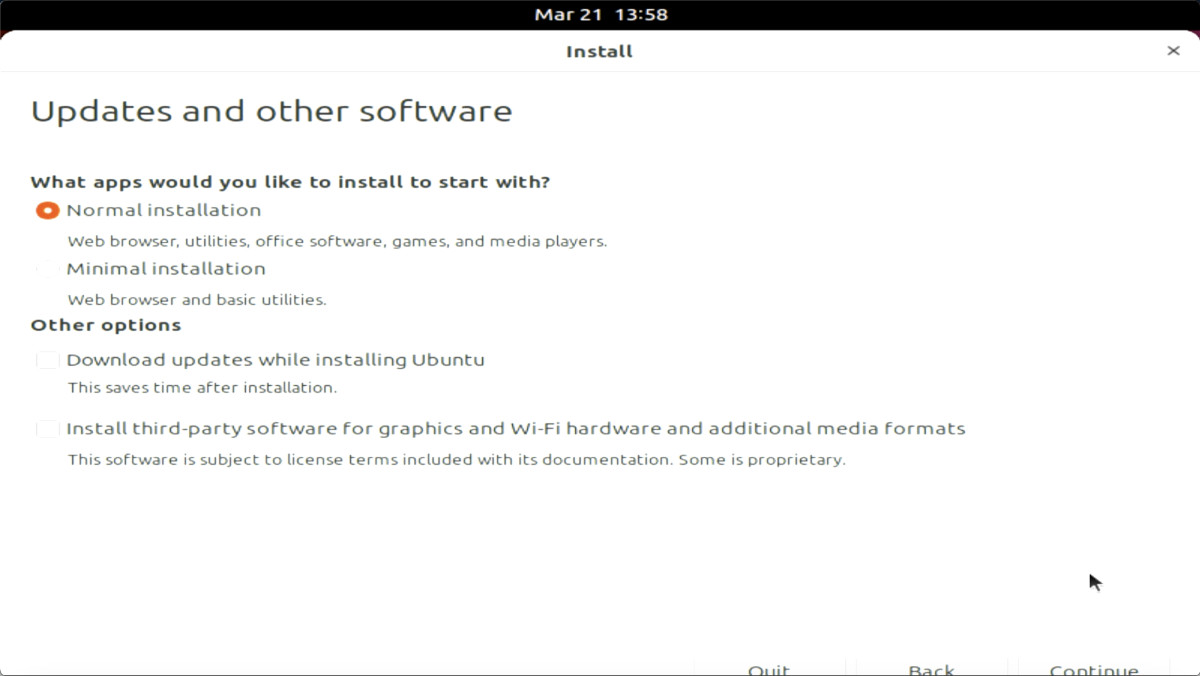 Mar 21 13:58
Install
Updates and other software
What apps would you like to install to start with?
Normal installation
Web browser, utilities, office software, games, and media players.
Minimal installation
Web browser and basic utilities.
Other options
Download updates while installing Ubuntu
This saves time after installation.
Install third-party software for graphics and Wi-Fi hardware and additional media formats
This software is subject to license terms included with its documentation. Some is proprietary.
Quit Back Continue